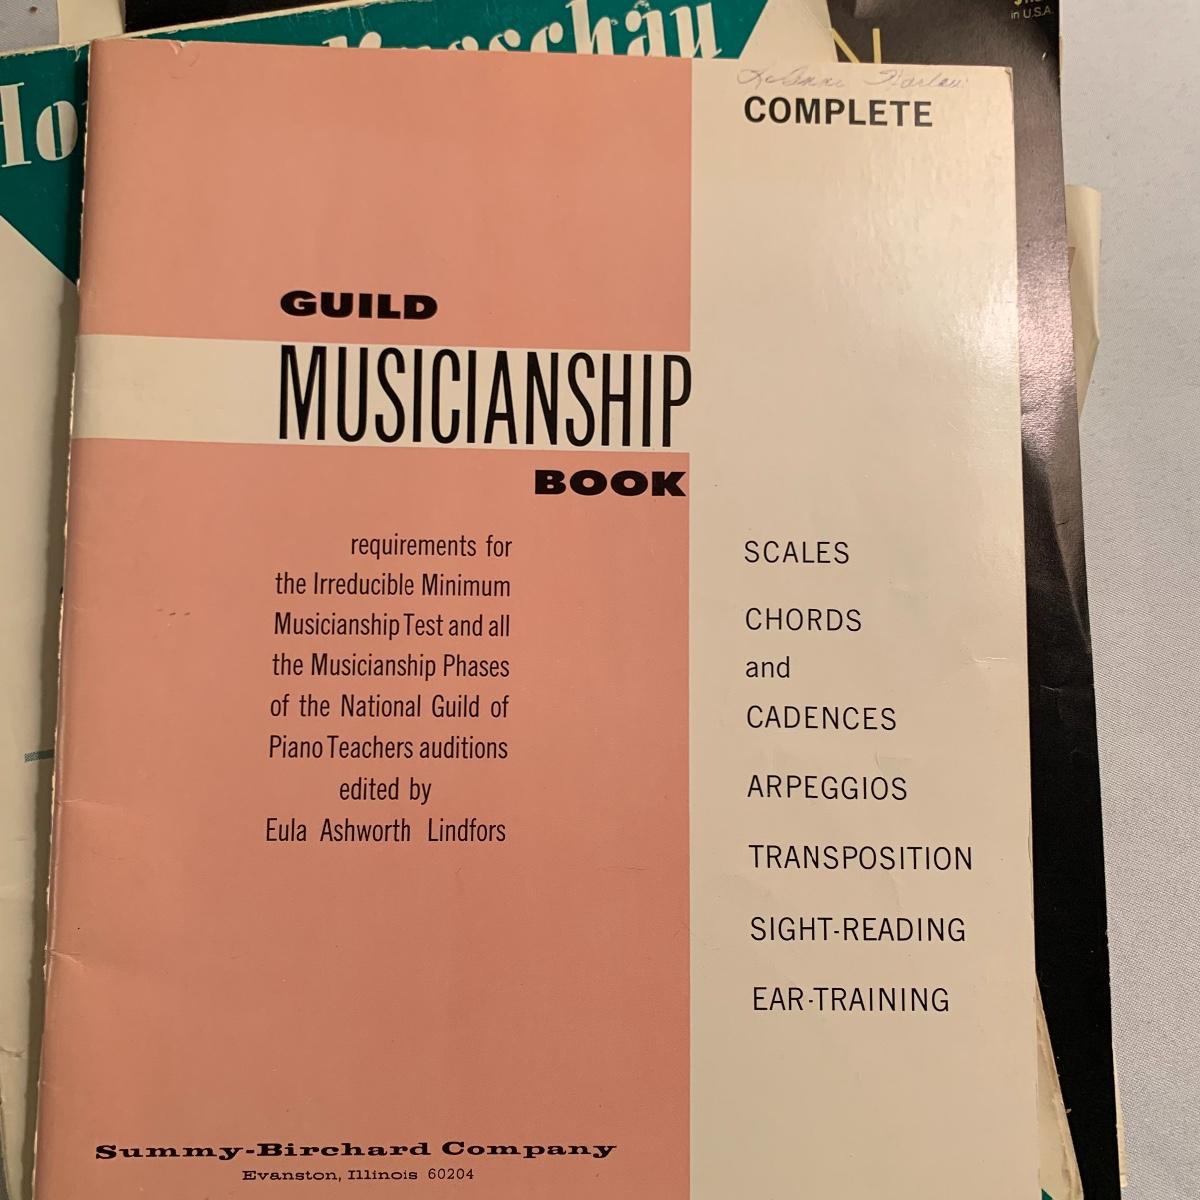 in U.S.A.
COMPLETE
GUILD
MUSICIANSHIP
BOOK
requirements for
the Irreducible Minimum
Musicianship Test and all
the Musicianship Phases
of the National Guild of
Piano Teachers auditions
edited by
Eula Ashworth Lindfors
SCALES
CHORDS
and
CADENCES
ARPEGGIOS
TRANSPOSITION
SIGHT-READING
EAR-TRAINING
Summy-Birchard Company
Evanston, Illinois 60204